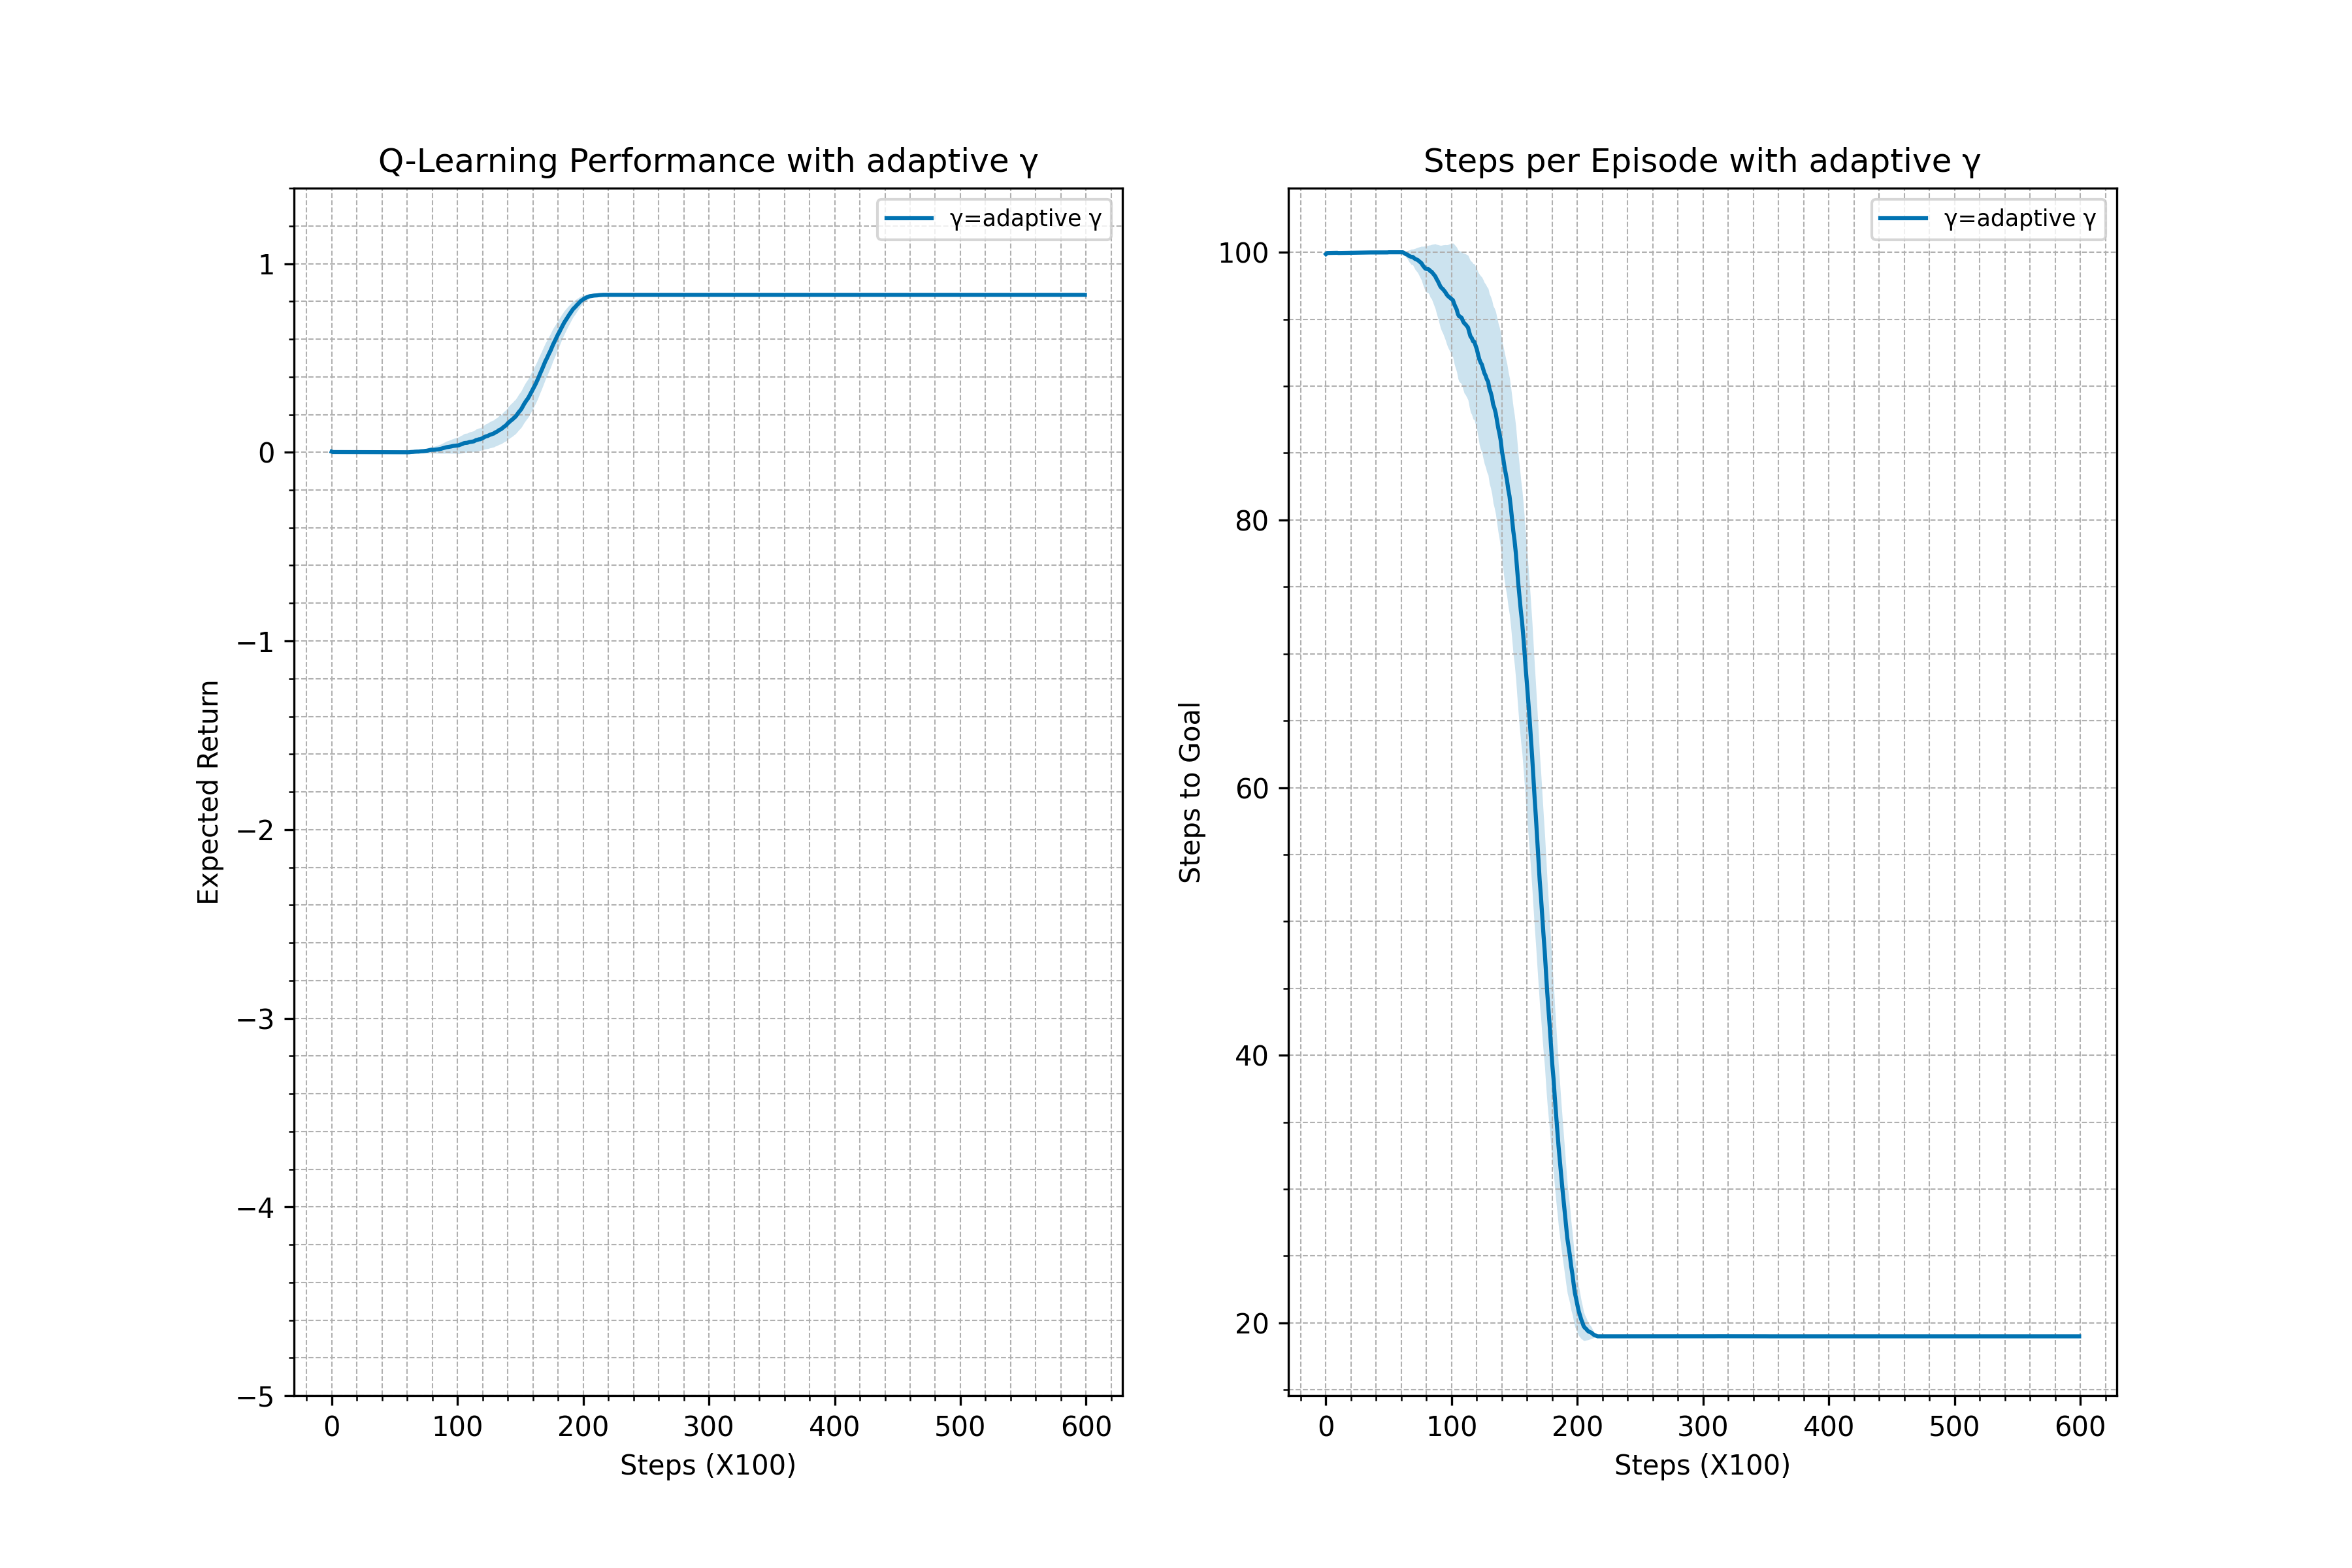 Q-Learning Performance with adaptive γ
γ=adaptive γ
1
0
−1
−2
−3
−4
−5
Expected Return
0 100 200 300 400 500 600
Steps (X100)
Steps per Episode with adaptive γ
γ=adaptive γ
100
80
60
40
20
Steps to Goal
0 100 200 300 400 500 600
Steps (X100)